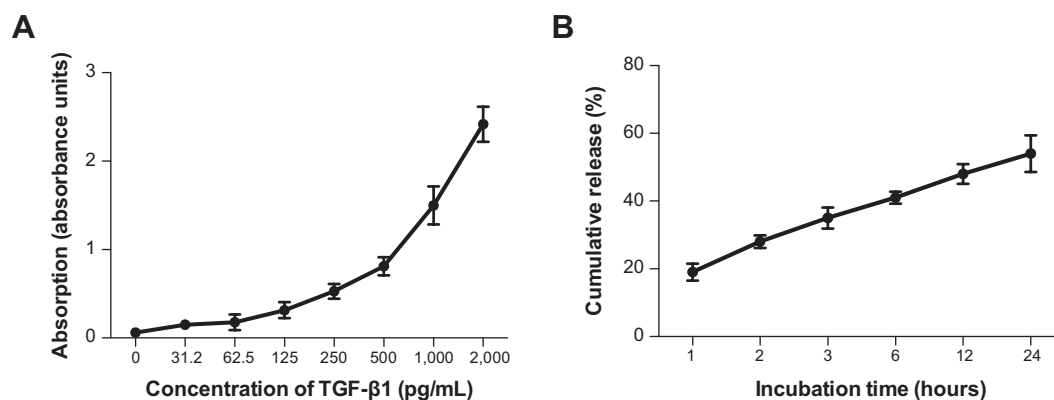 A
Absorption (absorbance units)
3
2
1
0
0 31.2 62.5 125 250 500 1,000 2,000
Concentration of TGF-β1 (pg/mL)
B
Cumulative release (%)
80
60
40
20
0
1 2 3 6 12 24
Incubation time (hours)